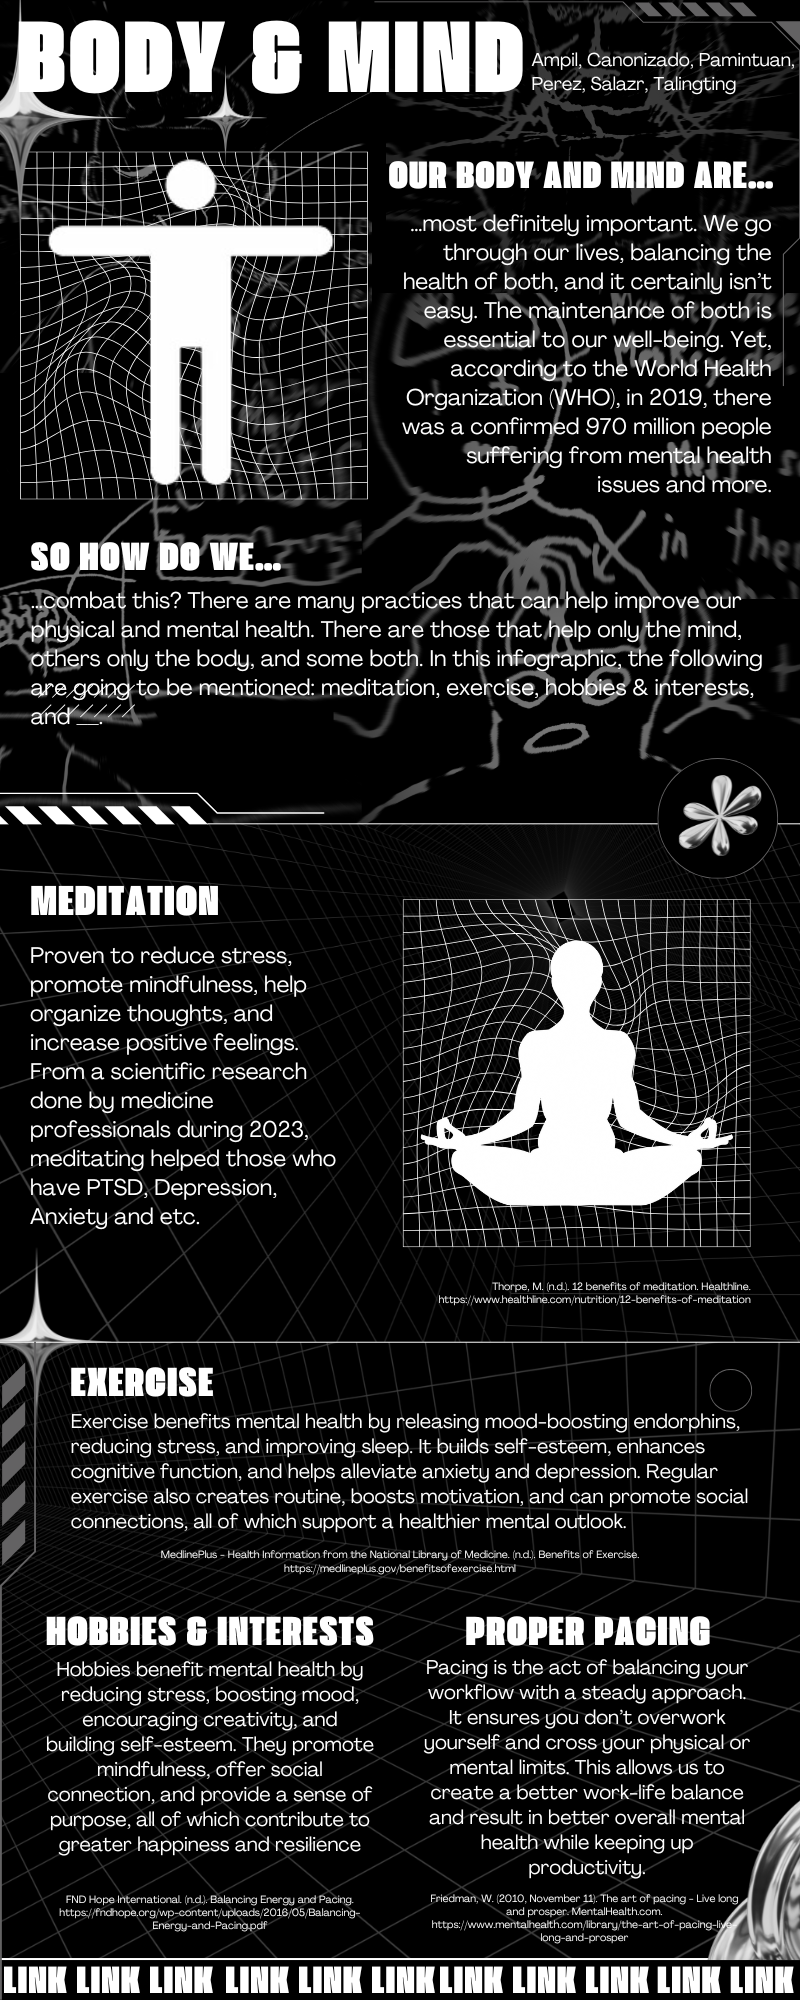 BODY & MIND
Ampil, Canonizado, Pamintuan,
Perez, Salazr, Talingting
OUR BODY AND MIND ARE...
...most definitely important. We go
through our lives, balancing the
health of both, and it certainly isn't
easy. The maintenance of both is
essential to our well-being. Yet,
according to the World Health
Organization (WHO), in 2019, there
was a confirmed 970 million people
suffering from mental health
issues and more.
SO HOW DO WE...
...combat this? There are many practices that can help improve our
physical and mental health. There are those that help only the mind,
others only the body, and some both. In this infographic, the following
are going to be mentioned: meditation, exercise, hobbies & interests,
and __.
MEDITATION
Proven to reduce stress,
promote mindfulness, help
organize thoughts, and
increase positive feelings.
From a scientific research
done by medicine
professionals during 2023,
meditating helped those who
have PTSD, Depression,
Anxiety and etc.
Thorpe, M. (n.d.). 12 benefits of meditation. Healthline.
https://www.healthline.com/nutrition/12-benefits-of-meditation
EXERCISE
Exercise benefits mental health by releasing mood-boosting endorphins,
reducing stress, and improving sleep. It builds self-esteem, enhances
cognitive function, and helps alleviate anxiety and depression. Regular
exercise also creates routine, boosts motivation, and can promote social
connections, all of which support a healthier mental outlook.
MedlinePlus - Health Information from the National Library of Medicine. (n.d.). Benefits of Exercise.
https://medlineplus.gov/benefitsofexercise.html
HOBBIES & INTERESTS
Hobbies benefit mental health by
reducing stress, boosting mood,
encouraging creativity, and
building self-esteem. They promote
mindfulness, offer social
connection, and provide a sense of
purpose, all of which contribute to
greater happiness and resilience
FND Hope International. (n.d.). Balancing Energy and Pacing.
https://fndhope.org/wp-content/uploads/2016/05/Balancing-
Energy-and-Pacing.pdf
PROPER PACING
Pacing is the act of balancing your
workflow with a steady approach.
It ensures you don't overwork
yourself and cross your physical or
mental limits. This allows us to
create a better work-life balance
and result in better overall mental
health while keeping up
productivity.
Friedman, W. (2010, November 11). The art of pacing - Live long
and prosper. MentalHealth.com.
https://www.mentalhealth.com/library/the-art-of-pacing-live-
long-and-prosper
LINK LINK LINK LINK LINK LINK LINK LINK LINK LINK LINK